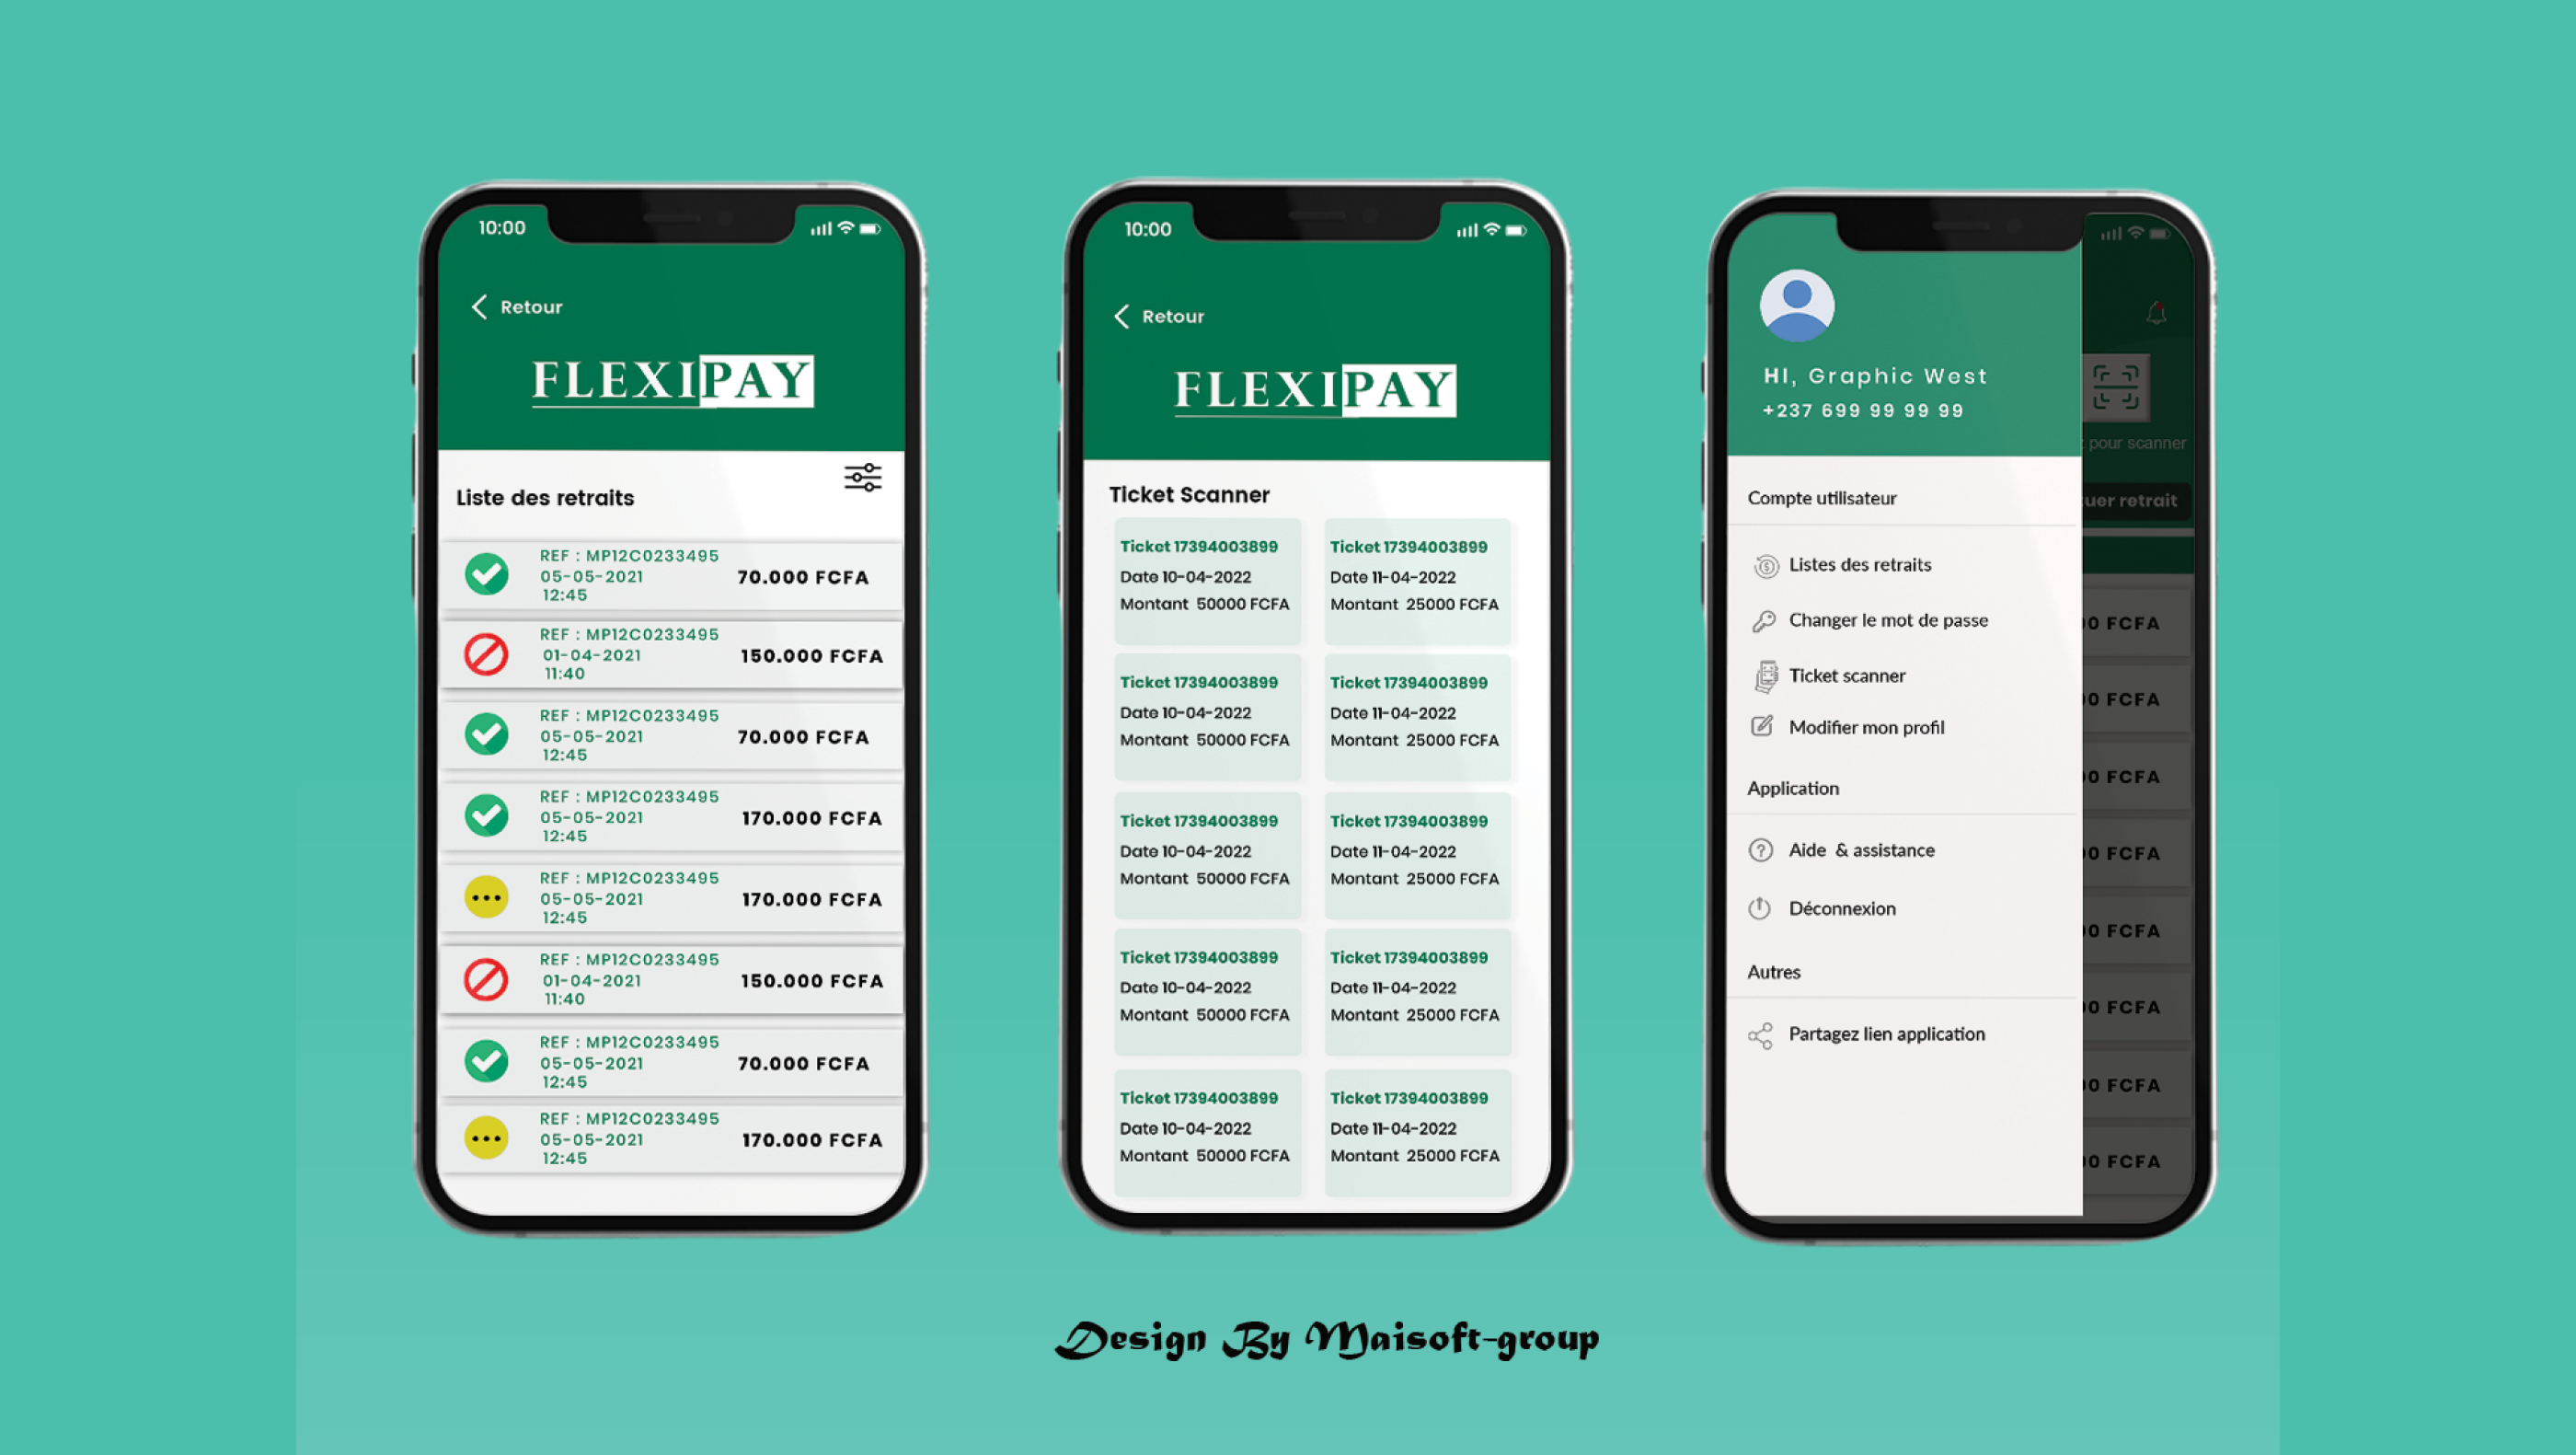 10:00
Retour
FLEXIPAY
Liste des retraits
REF : MP12C0233495
05-05-2021
12:45
70.000 FCFA
REF : MP12C0233495
01-04-2021
11:40
150.000 FCFA
REF : MP12C0233495
05-05-2021
12:45
70.000 FCFA
REF : MP12C0233495
05-05-2021
12:45
170.000 FCFA
REF : MP12C0233495
05-05-2021
12:45
170.000 FCFA
REF : MP12C0233495
01-04-2021
11:40
150.000 FCFA
REF : MP12C0233495
05-05-2021
12:45
70.000 FCFA
REF : MP12C0233495
05-05-2021
12:45
170.000 FCFA
10:00
Retour
FLEXIPAY
Ticket Scanner
Ticket 17394003899
Date 10-04-2022
Montant 50000 FCFA
Ticket 17394003899
Date 11-04-2022
Montant 25000 FCFA
Ticket 17394003899
Date 10-04-2022
Montant 50000 FCFA
Ticket 17394003899
Date 11-04-2022
Montant 25000 FCFA
Ticket 17394003899
Date 10-04-2022
Montant 50000 FCFA
Ticket 17394003899
Date 11-04-2022
Montant 25000 FCFA
Ticket 17394003899
Date 10-04-2022
Montant 50000 FCFA
Ticket 17394003899
Date 11-04-2022
Montant 25000 FCFA
Ticket 17394003899
Date 10-04-2022
Montant 50000 FCFA
Ticket 17394003899
Date 11-04-2022
Montant 25000 FCFA
HI, Graphic West
+237 699 99 99 99
Compte utilisateur
Listes des retraits
Changer le mot de passe
Ticket scanner
Modifier mon profil
Application
Aide & assistance
Déconnexion
Autres
Partagez lien application
pour scanner
uer retrait
0 FCFA
0 FCFA
0 FCFA
0 FCFA
0 FCFA
0 FCFA
0 FCFA
0 FCFA
Design By Maisoft-group